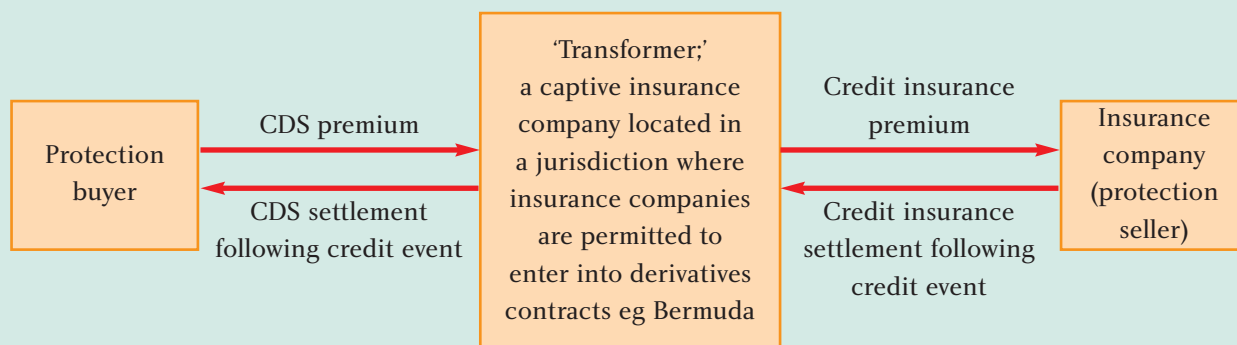 Protection
buyer
CDS premium
CDS settlement
following credit event
‘Transformer;’
a captive insurance
company located in
a jurisdiction where
insurance companies
are permitted to
enter into derivatives
contracts eg Bermuda
Credit insurance
premium
Credit insurance
settlement following
credit event
Insurance
company
(protection
seller)